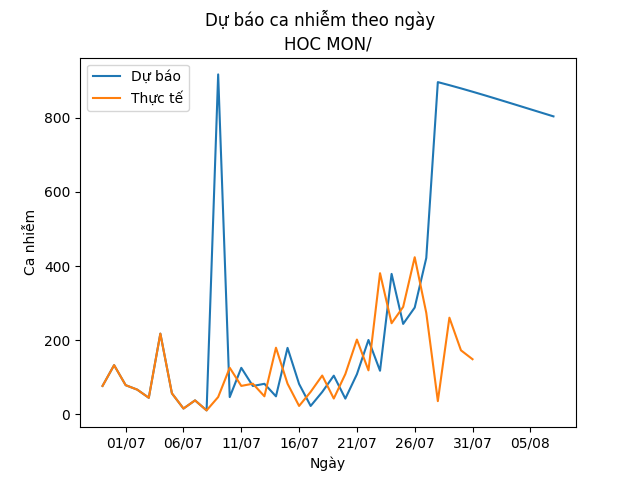 Dự báo ca nhiễm theo ngày
HOC MON/
Dự báo
Thực tế
Ca nhiễm
800
600
400
200
0
01/07 06/07 11/07 16/07 21/07 26/07 31/07 05/08
Ngày